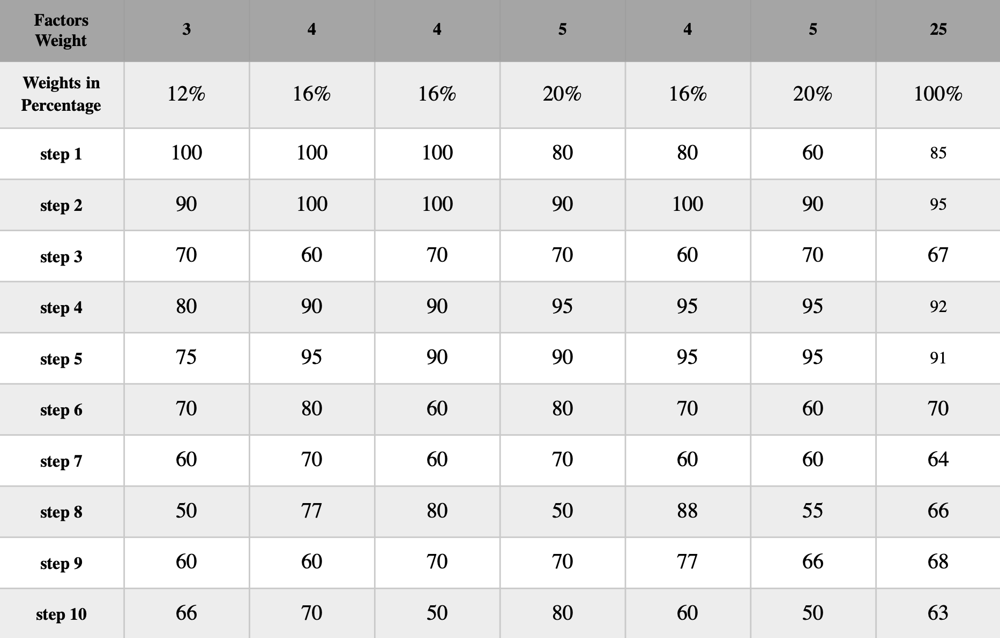 Factors Weight 3 4 4 5 4 5 25
Weights in Percentage 12% 16% 16% 20% 16% 20% 100%
step 1 100 100 100 80 80 60 85
step 2 90 100 100 90 100 90 95
step 3 70 60 70 70 60 70 67
step 4 80 90 90 95 95 95 92
step 5 75 95 90 90 95 95 91
step 6 70 80 60 80 70 60 70
step 7 60 70 60 70 60 60 64
step 8 50 77 80 50 88 55 66
step 9 60 60 70 70 77 66 68
step 10 66 70 50 80 60 50 63